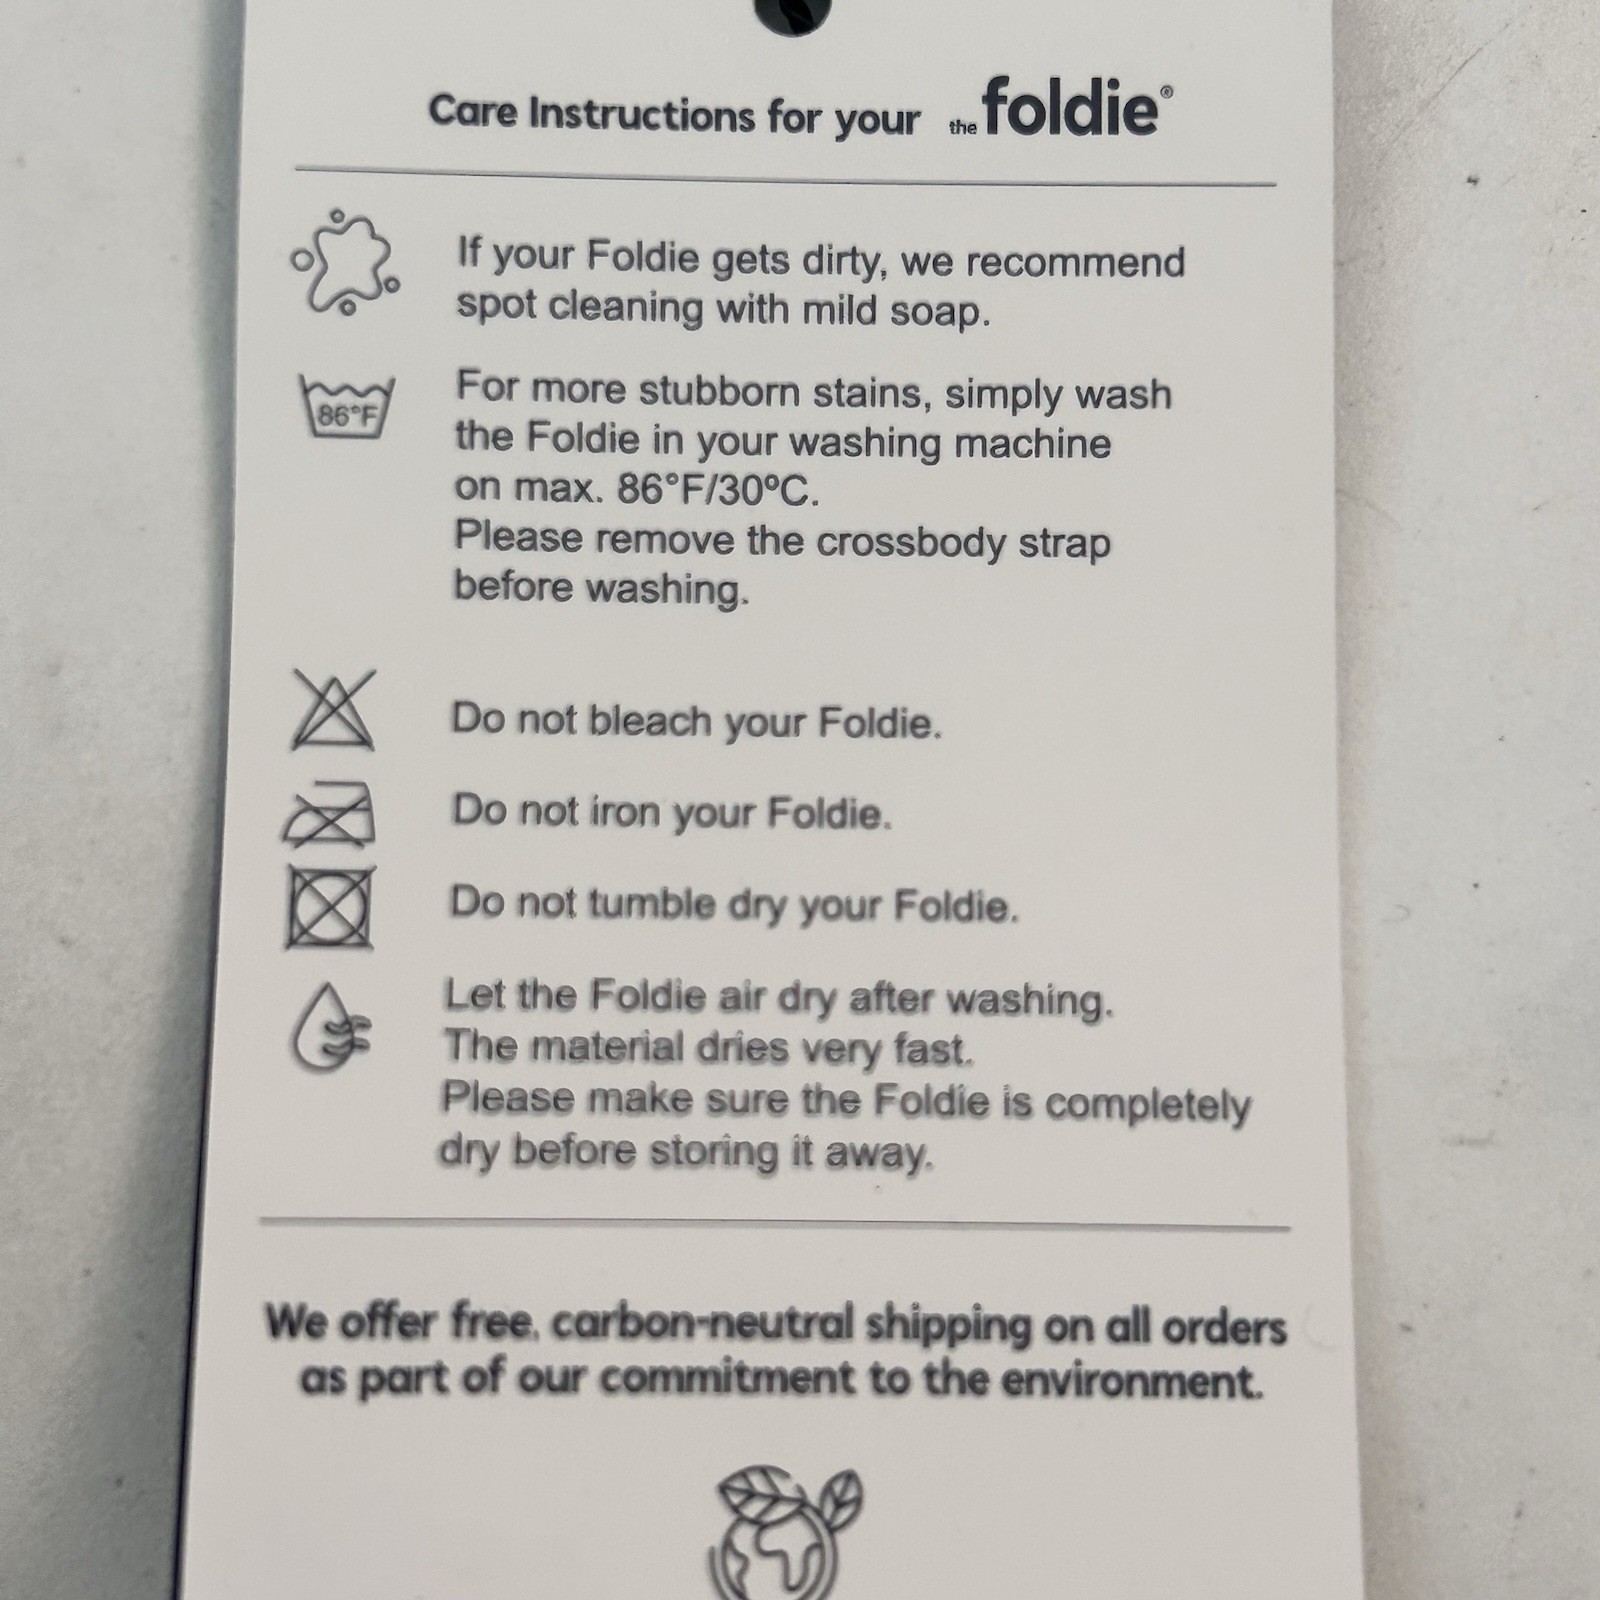 Care Instructions for your the foldie®
If your Foldie gets dirty, we recommend
spot cleaning with mild soap.
86°F
For more stubborn stains, simply wash
the Foldie in your washing machine
on max. 86°F/30ºC.
Please remove the crossbody strap
before washing.
Do not bleach your Foldie.
Do not iron your Foldie.
Do not tumble dry your Foldie.
Let the Foldie air dry after washing.
The material dries very fast.
Please make sure the Foldie is completely
dry before storing it away.
We offer free, carbon-neutral shipping on all orders
as part of our commitment to the environment.